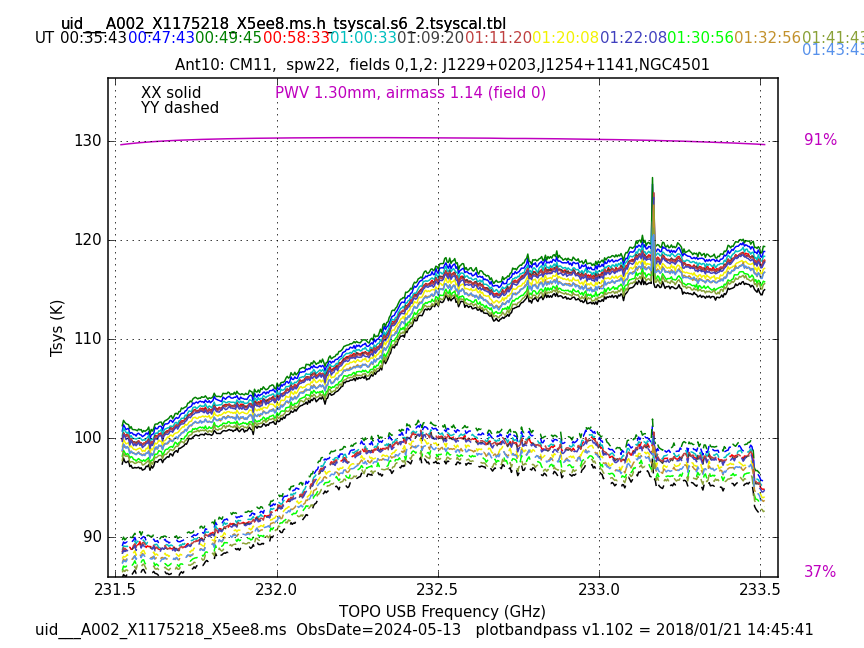 uid___A002_X1175218_X5ee8.ms.h_tsyscal.s6_2.tsyscal.tbl
UT 00:35:43 00:47:43 00:49:45 00:58:33 01:00:33 01:09:20 01:11:20 01:20:08 01:22:08 01:30:56 01:32:56 01:41:43
01:43:43
Ant10: CM11, spw22, fields 0,1,2: J1229+0203,J1254+1141,NGC4501
XX solid PWV 1.30mm, airmass 1.14 (field 0)
YY dashed
130 91%
120
110
Tsys (K)
100
90
37%
231.5 232.0 232.5 233.0 233.5
TOPO USB Frequency (GHz)
uid___A002_X1175218_X5ee8.ms ObsDate=2024-05-13 plotbandpass v1.102 = 2018/01/21 14:45:41